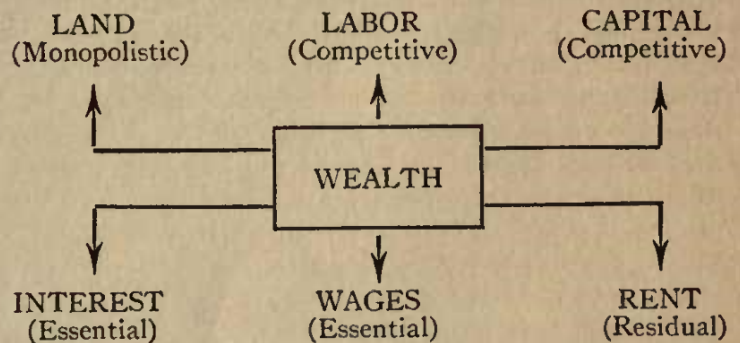 LAND LABOR CAPITAL
(Monopolistic) (Competitive) (Competitive)
WEALTH
INTEREST WAGES RENT
(Essential) (Essential) (Residual)